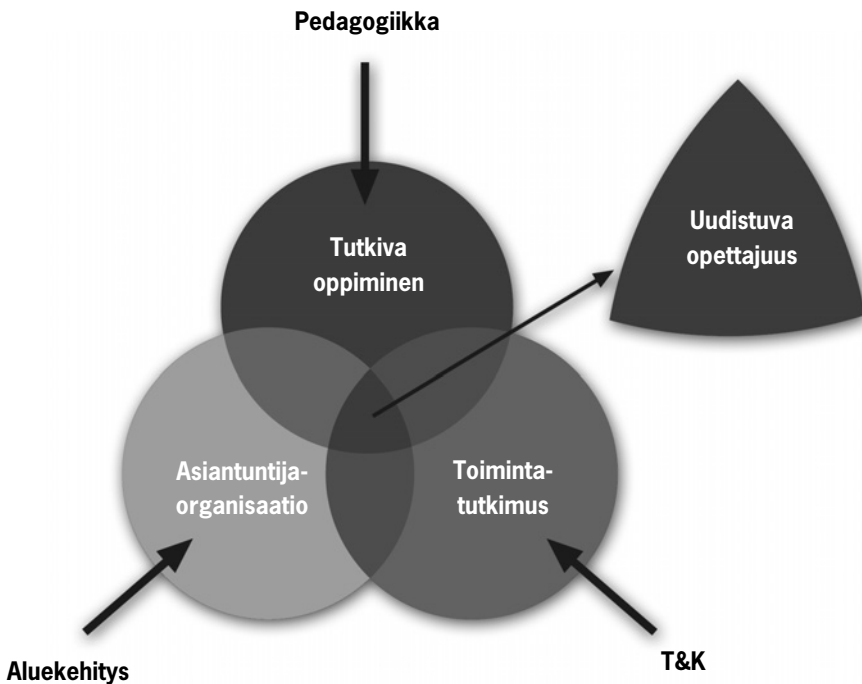 Pedagogiikka
Uudistuva
opettajuus
Tutkiva
oppiminen
Asiantuntija-
organisaatio
Toiminta-
tutkimus
Aluekehitys
T&K